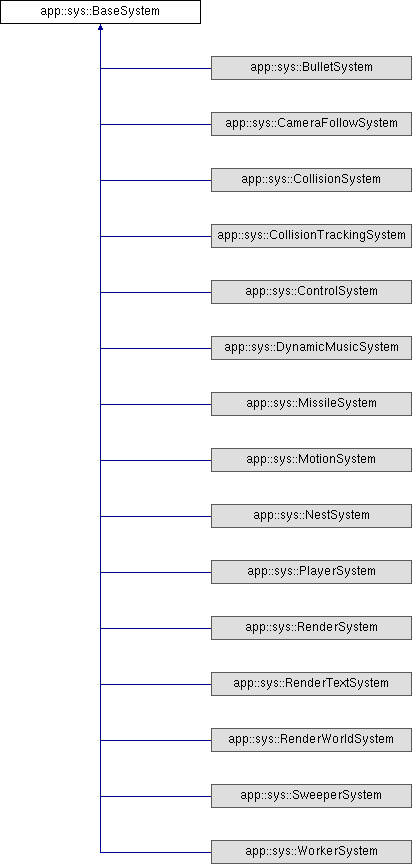 app::sys::BaseSystem
app::sys::BulletSystem
app::sys::CameraFollowSystem
app::sys::CollisionSystem
app::sys::CollisionTrackingSystem
app::sys::ControlSystem
app::sys::DynamicMusicSystem
app::sys::MissileSystem
app::sys::MotionSystem
app::sys::NestSystem
app::sys::PlayerSystem
app::sys::RenderSystem
app::sys::RenderTextSystem
app::sys::RenderWorldSystem
app::sys::SweeperSystem
app::sys::WorkerSystem